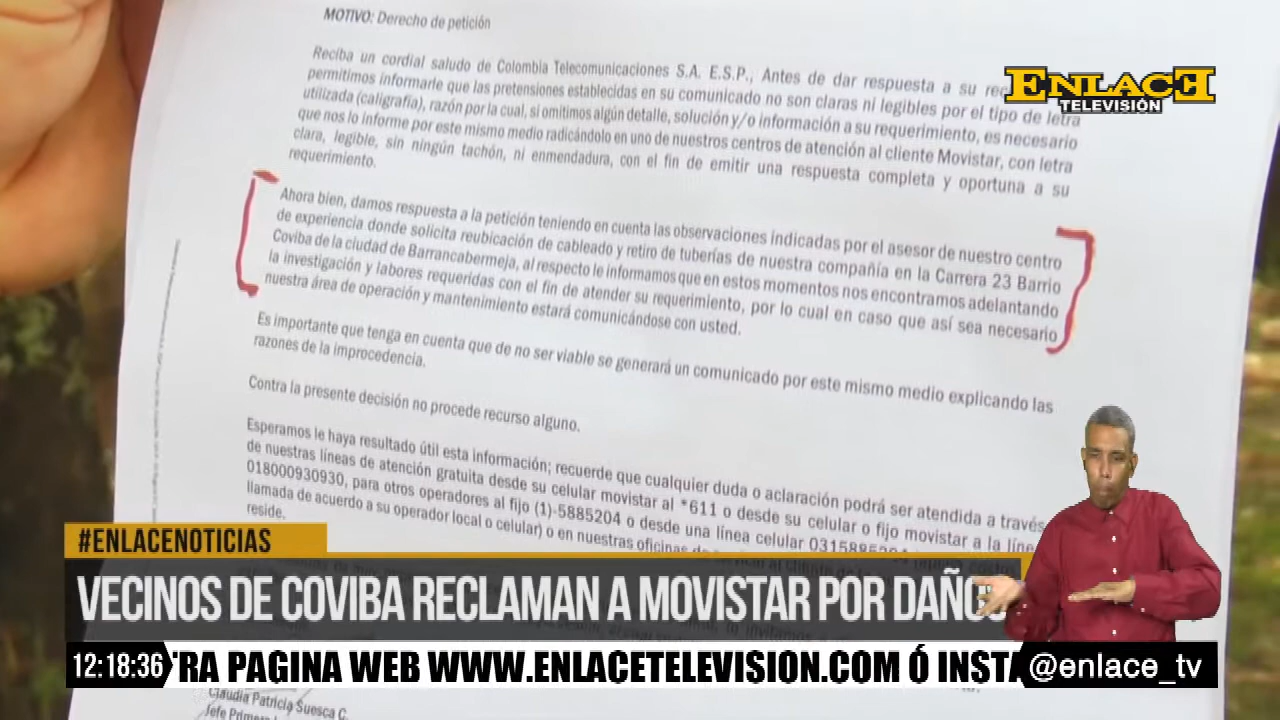 MOTIVO: Derecho de petición
Reciba un cordial saludo de Colombia Telecomunicaciones S.A. E.S.P., Antes de dar respuesta a su
permitimos informarle que las pretensiones establecidas en su comunicado no son claras ni legibles por el tipo de letra
utilizada (caligrafía), razón por la cual, si omitimos algún detalle, solución y/o información a su requerimiento, es necesario
que nos lo informe por este mismo medio radicándolo en uno de nuestros centros de atención al cliente Movistar, con letra
clara, legible, sin ningún tachón, ni enmendadura, con el fin de emitir una respuesta completa y oportuna a su
requerimiento.
Ahora bien, damos respuesta a la petición teniendo en cuenta las observaciones indicadas por el asesor de nuestro centro
de experiencia donde solicita reubicación de cableado y retiro de tuberías de nuestra compañía en la Carrera 23 Barrio
Coviba de la ciudad de Barrancabermeja, al respecto le informamos que en estos momentos nos encontramos adelantando
la investigación y labores requeridas con el fin de atender su requerimiento, por lo cual en caso que así sea necesario
nuestra área de operación y mantenimiento estará comunicándose con usted.
Es importante que tenga en cuenta que de no ser viable se generará un comunicado por este mismo medio explicando las
razones de la improcedencia.
Contra la presente decisión no procede recurso alguno.
Esperamos le haya resultado útil esta información; recuerde que cualquier duda o aclaración podrá ser atendida a través
de nuestras líneas de atención gratuita desde su celular movistar al *611 o desde su celular o fijo movistar a la
018000930930, para otros operadores al fijo (1)-5885204 o desde una línea celular
llamada de acuerdo a su operador local o celular) o en nuestras oficinas
reside.
ENLACE
TELEVISIÓN
#ENLACENOTICIAS
VECINOS DE COVIBA RECLAMAN A MOVISTAR POR
12:18:36
TRA PAGINA WEB WWW.ENLACETELEVISION.COM Ó INSTA
@enlace_tv
Claudia Patricia Suesca C.
Jefe